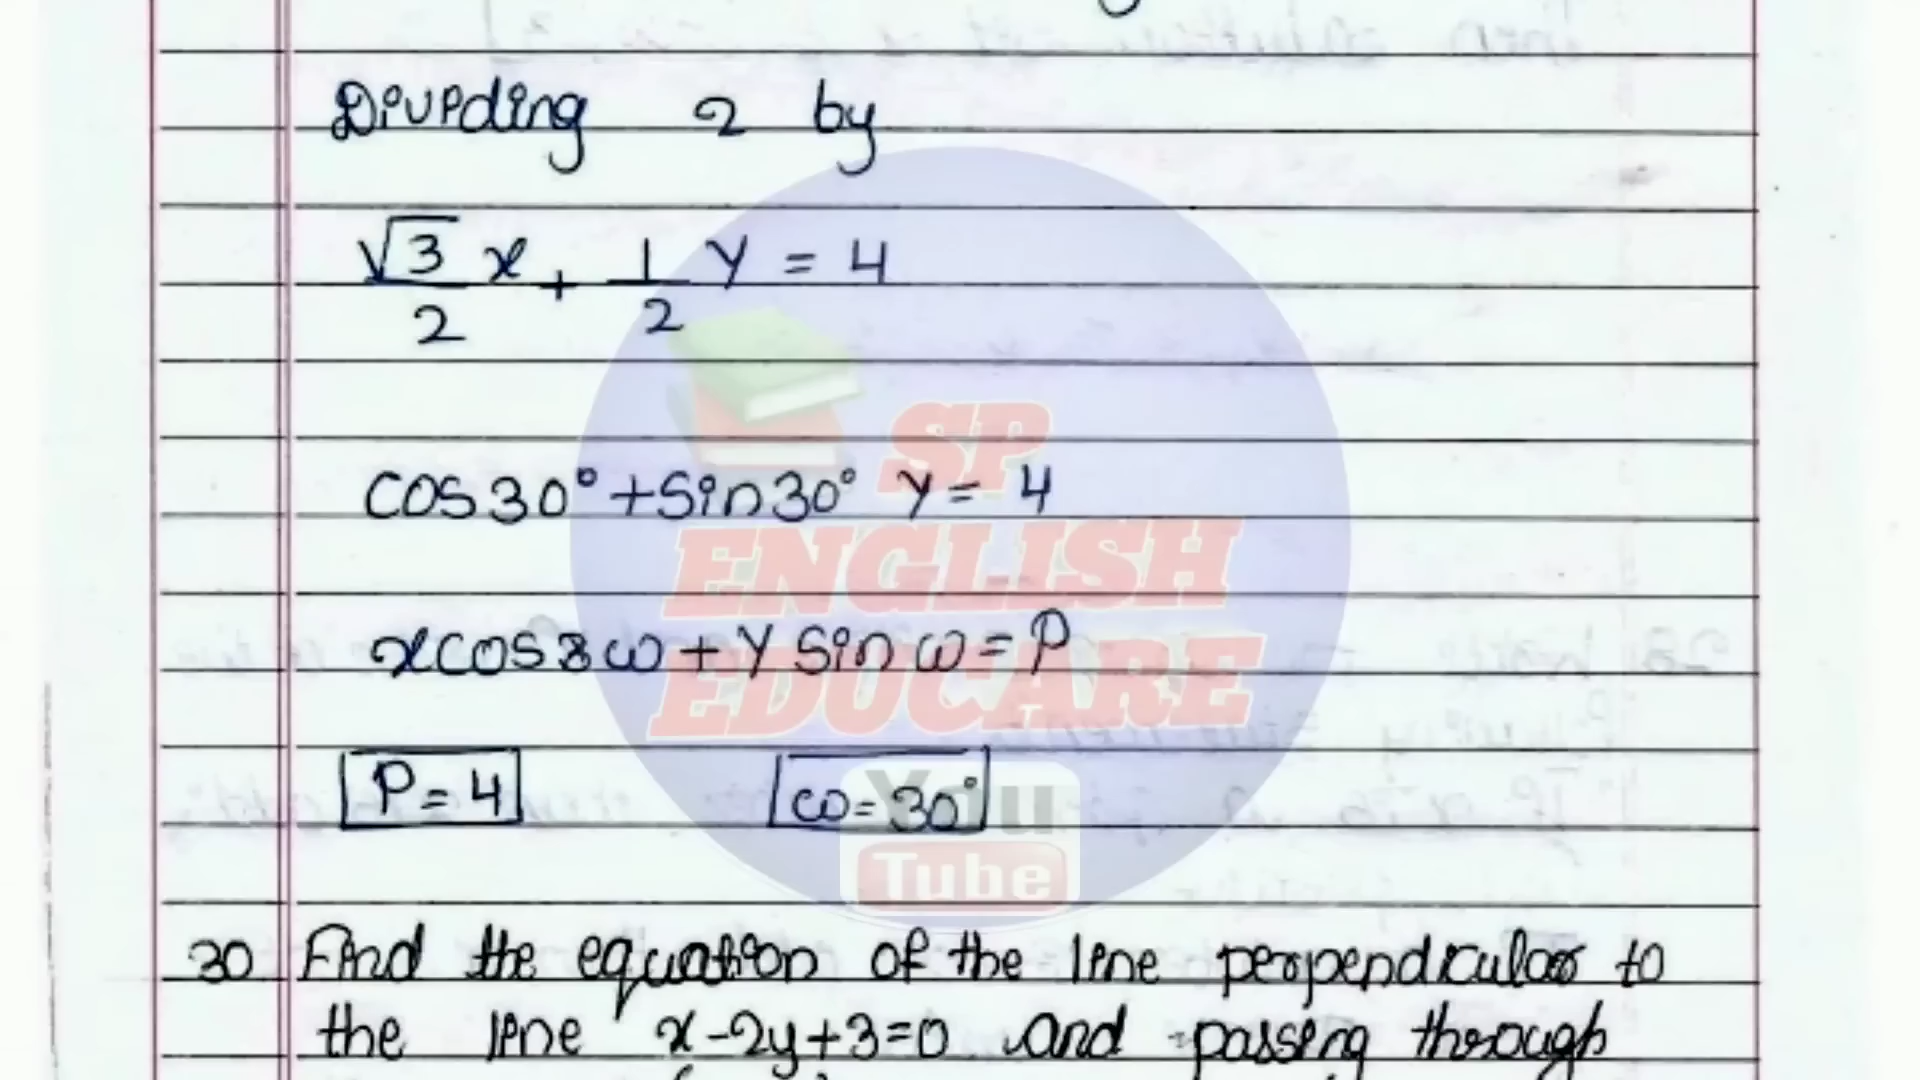 Dividing 2 by
√3/2 x + 1/2 y = 4
cos30° + sin30° y = 4
x cos3ω + y sin ω = P
P = 4 ω = 30°
SP
ENGLISH
EDUCARE
You
Tube
30 Find the equation of the line perpendicular to
the line x-2y+3=0 and passing through